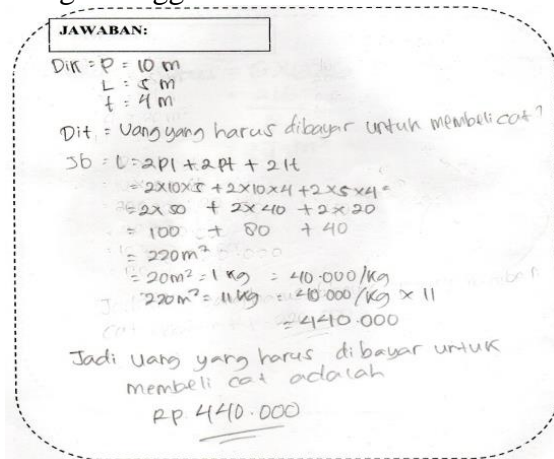 JAWABAN:
Dik = P = 10 m
L = 5 m
t = 4 m
Dit = Uang yang harus dibayar untuk membeli cat?
Jb = L = 2Pl + 2Pt + 2lt
= 2x10x5 + 2x10x4 + 2x5x4
= 2x 50 + 2x 40 + 2x 20
= 100 + 80 + 40
= 220 m²
= 20m² = 1 kg = 40.000/kg
220 m² = 11 kg = 40.000/kg x 11
= 440.000
Jadi uang yang harus dibayar untuk
membeli cat adalah
Rp. 440.000